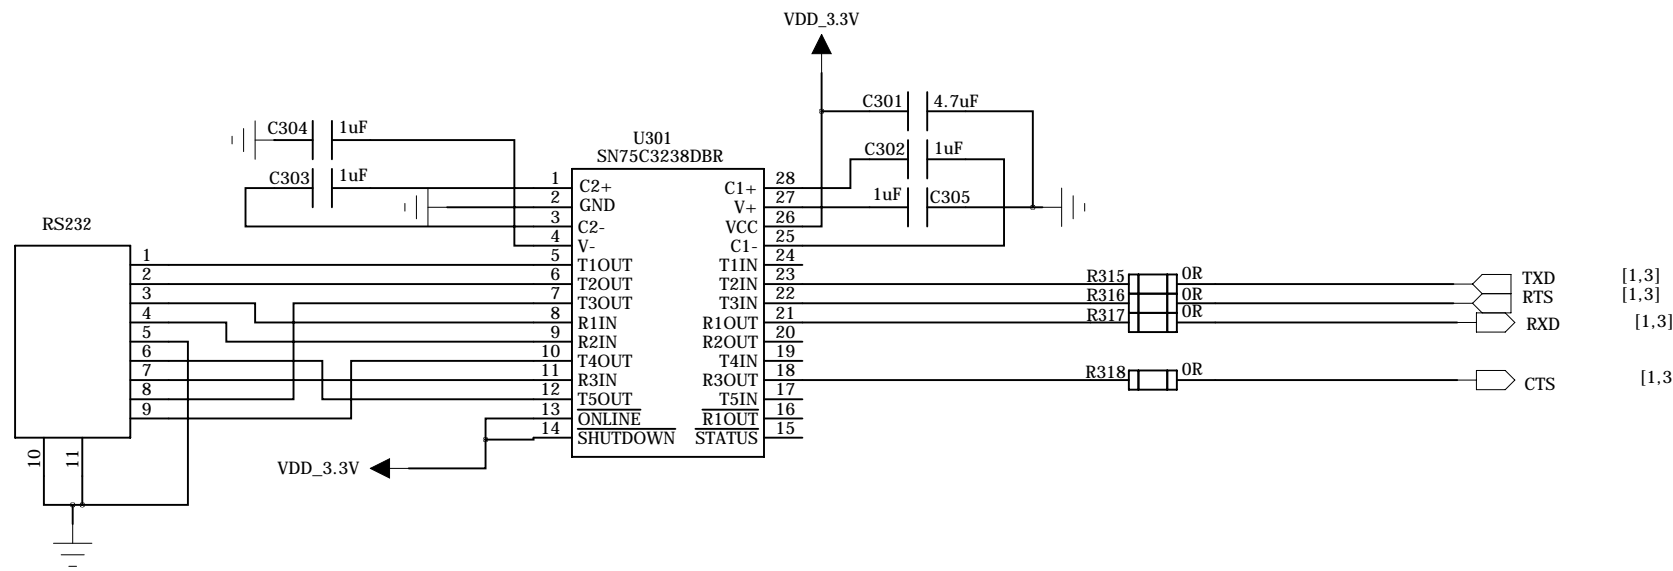 VDD_3.3V
C301 4.7uF
C304 1uF
U301
SN75C3238DBR
C302 1uF
C303 1uF
1uF C305
RS232
1 C2+ C1+ 28
2 GND V+ 27
3 C2- VCC 26
4 V- C1- 25
5 T1OUT T1IN 24
6 T2OUT T2IN 23
7 T3OUT T3IN 22
8 R1IN R1OUT 21
9 R2IN R2OUT 20
10 T4OUT T4IN 19
11 R3IN R3OUT 18
12 T5OUT T5IN 17
13 ONLINE R1OUT 16
14 SHUTDOWN STATUS 15
1
2
3
4
5
6
7
8
9
10
11
R315 0R TXD [1,3]
R316 0R RTS [1,3]
R317 0R RXD [1,3]
R318 0R CTS [1,3
VDD_3.3V